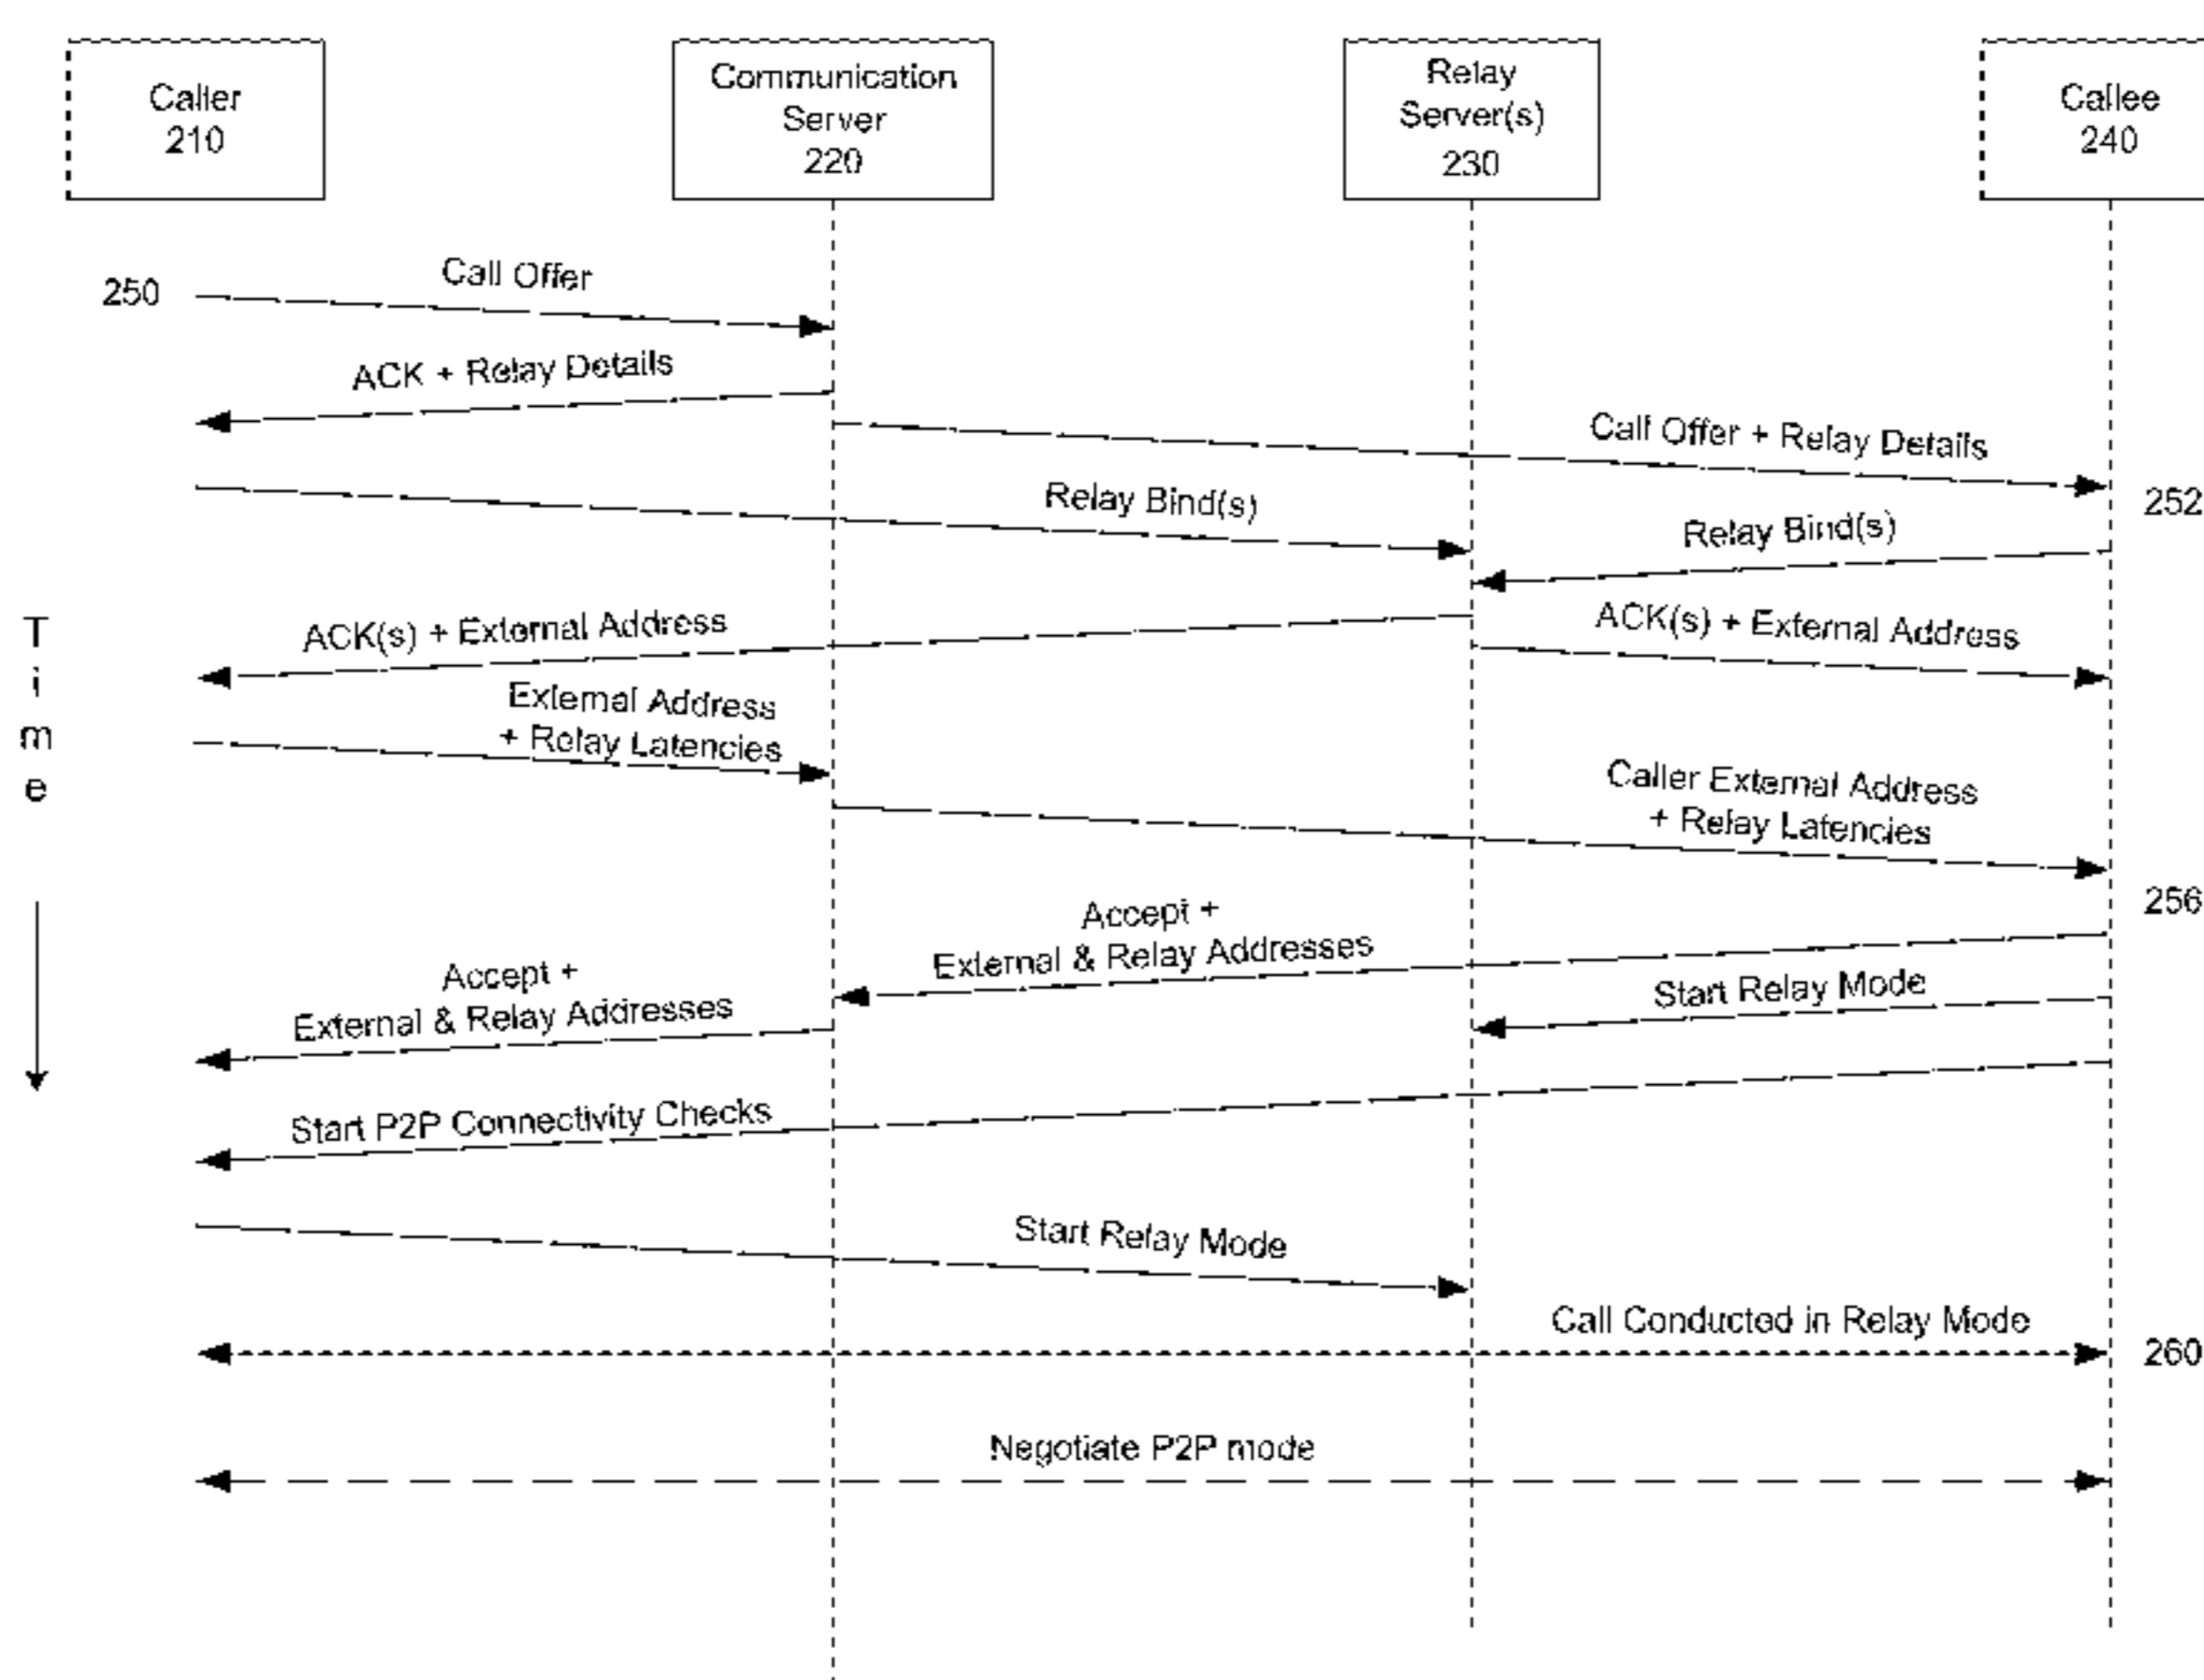 Caller
210
Communication
Server
220
Relay
Server(s)
230
Callee
240
250
Call Offer
ACK + Relay Details
Call Offer + Relay Details
252
Relay Bind(s)
Relay Bind(s)
ACK(s) + External Address
ACK(s) + External Address
Time
External Address
+ Relay Latencies
Caller External Address
+ Relay Latencies
256
Accept +
External & Relay Addresses
Start Relay Mode
Accept +
External & Relay Addresses
Start P2P Connectivity Checks
Start Relay Mode
Call Conducted in Relay Mode
260
Negotiate P2P mode